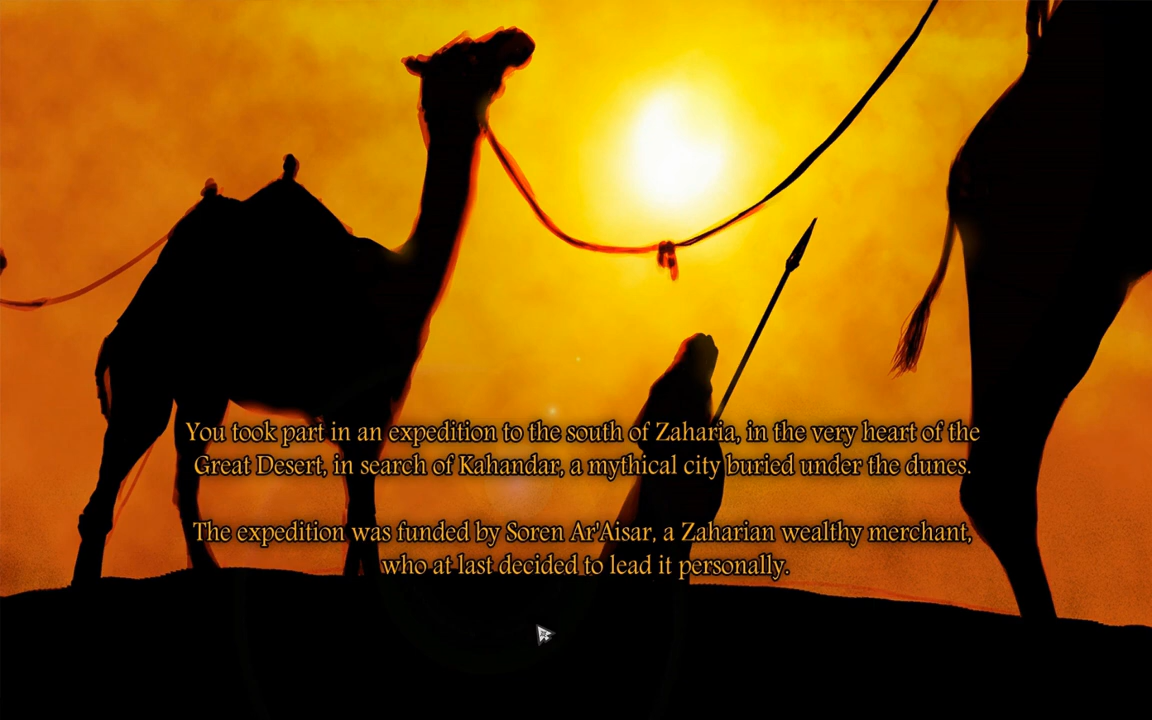 You took part in an expedition to the south of Zaharia, in the very heart of the
Great Desert, in search of Kahandar, a mythical city buried under the dunes.
The expedition was funded by Soren Ar'Aisar, a Zaharian wealthy merchant,
who at last decided to lead it personally.